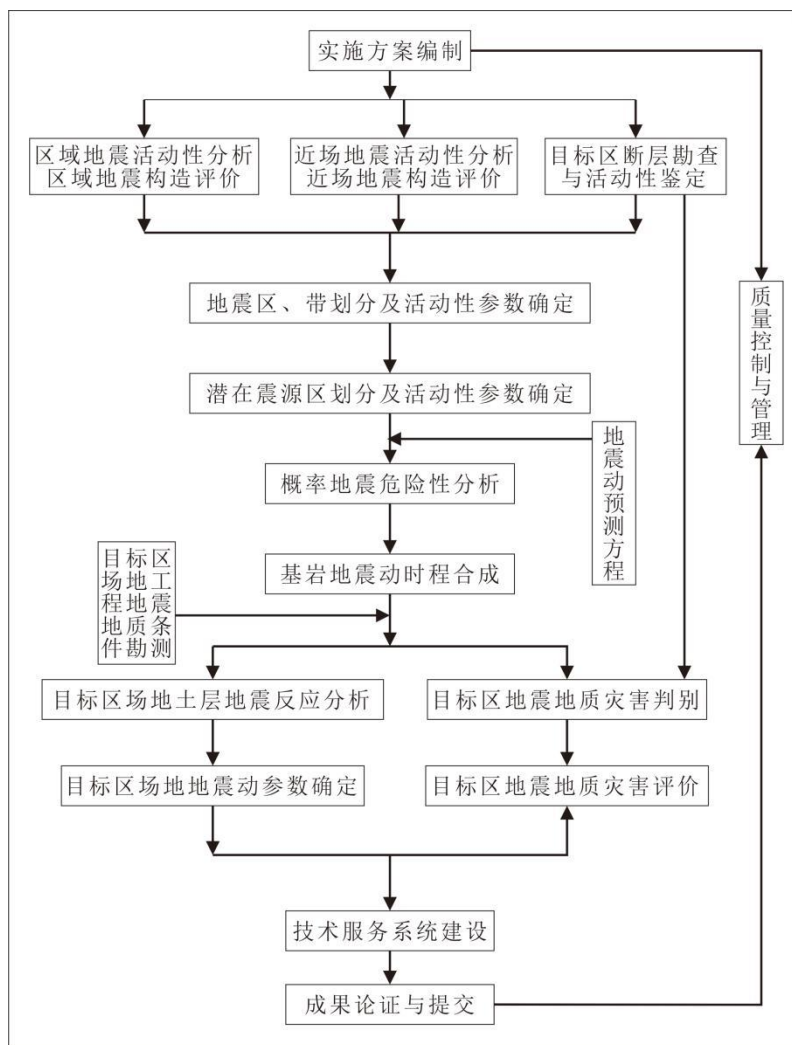 实施方案编制
区域地震活动性分析
区域地震构造评价
近场地震活动性分析
近场地震构造评价
目标区断层勘查
与活动性鉴定
地震区、带划分及活动性参数确定
潜在震源区划分及活动性参数确定
地震动预测方程
质量控制与管理
概率地震危险性分析
目标区
场地工
程地震
地质条
件勘测
基岩地震动时程合成
目标区场地土层地震反应分析
目标区地震地质灾害判别
目标区场地地震动参数确定
目标区地震地质灾害评价
技术服务系统建设
成果论证与提交